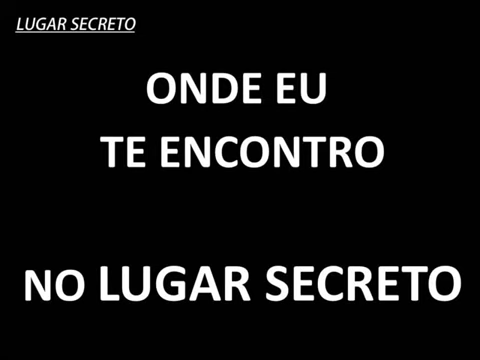 LUGAR SECRETO
ONDE EU
TE ENCONTRO
NO LUGAR SECRETO